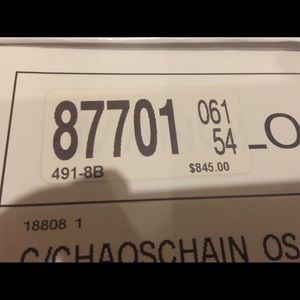 87701 061
54
491-8B $845.00
_O
18808 1
C/CHAOSCHAIN OS